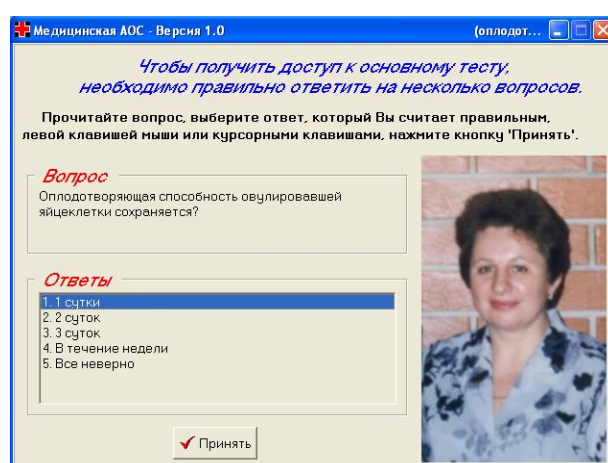 Медицинская АОС - Версия 1.0 (оплодот...
Чтобы получить доступ к основному тесту,
необходимо правильно ответить на несколько вопросов.
Прочитайте вопрос, выберите ответ, который Вы считает правильным,
левой клавишей мыши или курсорными клавишами, нажмите кнопку 'Принять'.
Вопрос
Оплодотворяющая способность овулировавшей
яйцеклетки сохраняется?
Ответы
1. 1 сутки
2. 2 суток
3. 3 суток
4. В течение недели
5. Все неверно
Принять